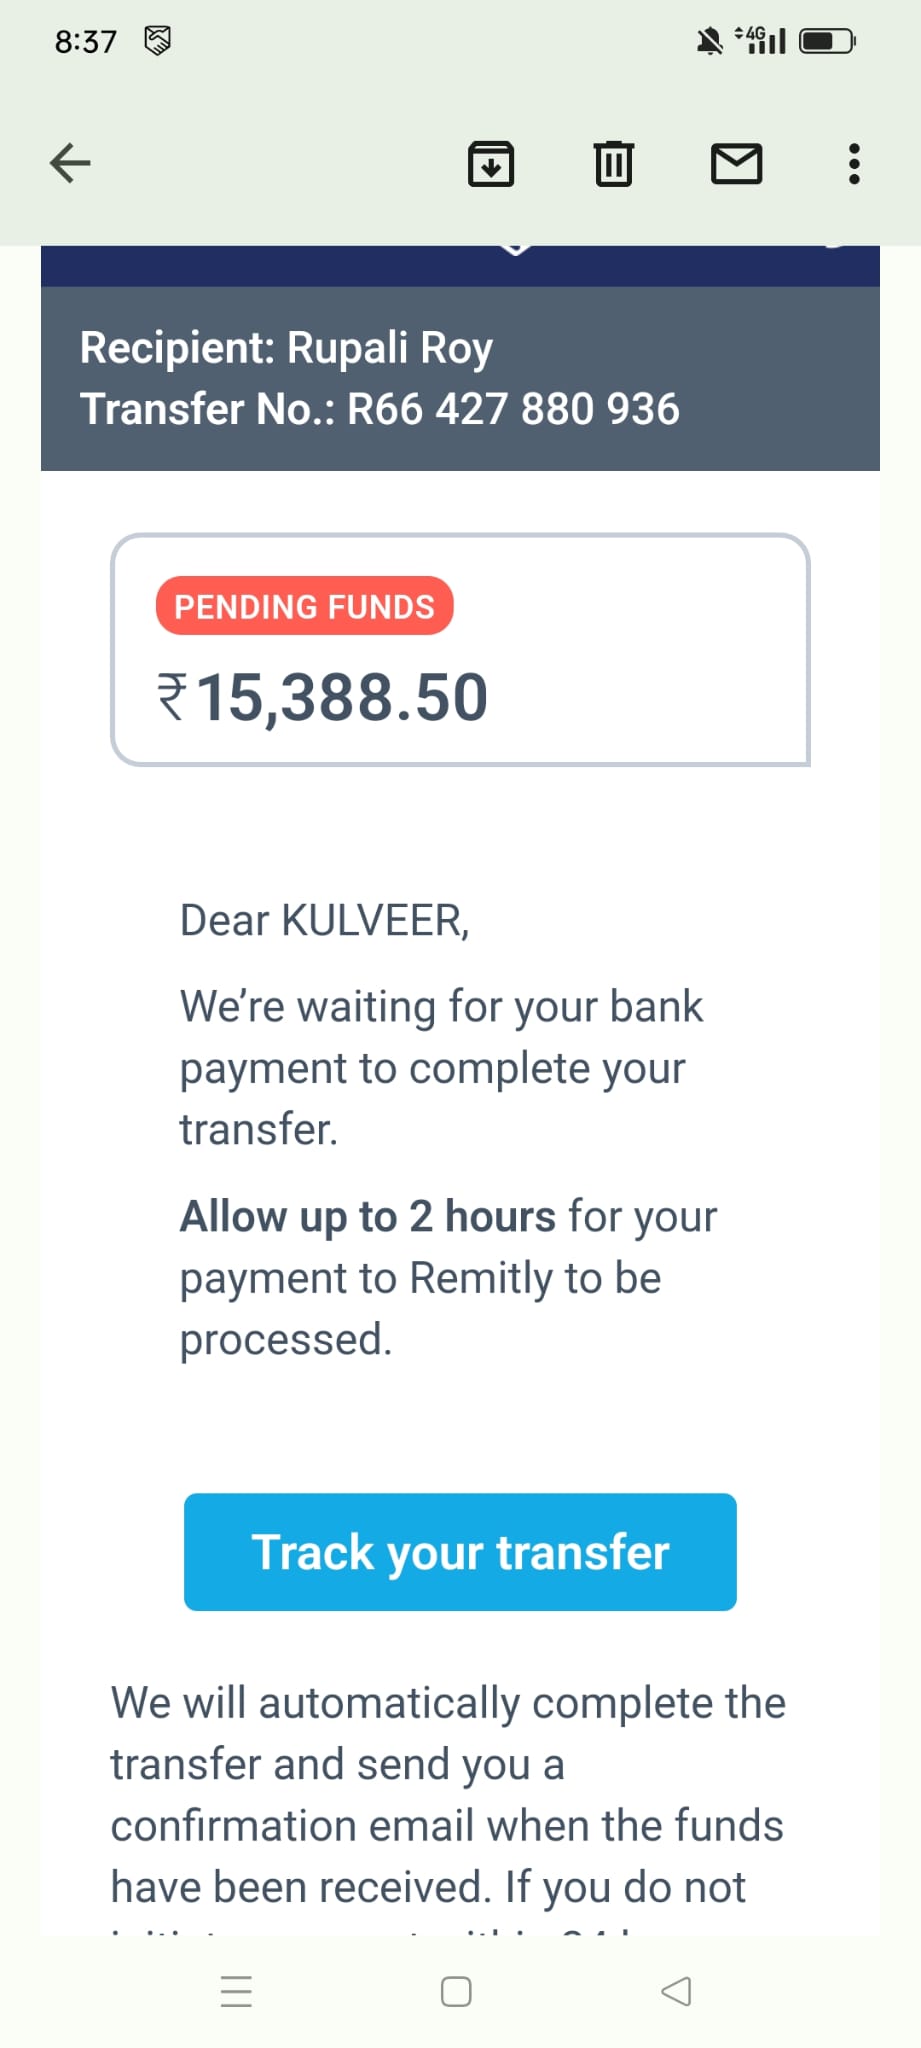 8:37
4G
Recipient: Rupali Roy
Transfer No.: R66 427 880 936
PENDING FUNDS
₹15,388.50
Dear KULVEER,
We’re waiting for your bank
payment to complete your
transfer.
Allow up to 2 hours for your
payment to Remitly to be
processed.
Track your transfer
We will automatically complete the
transfer and send you a
confirmation email when the funds
have been received. If you do not